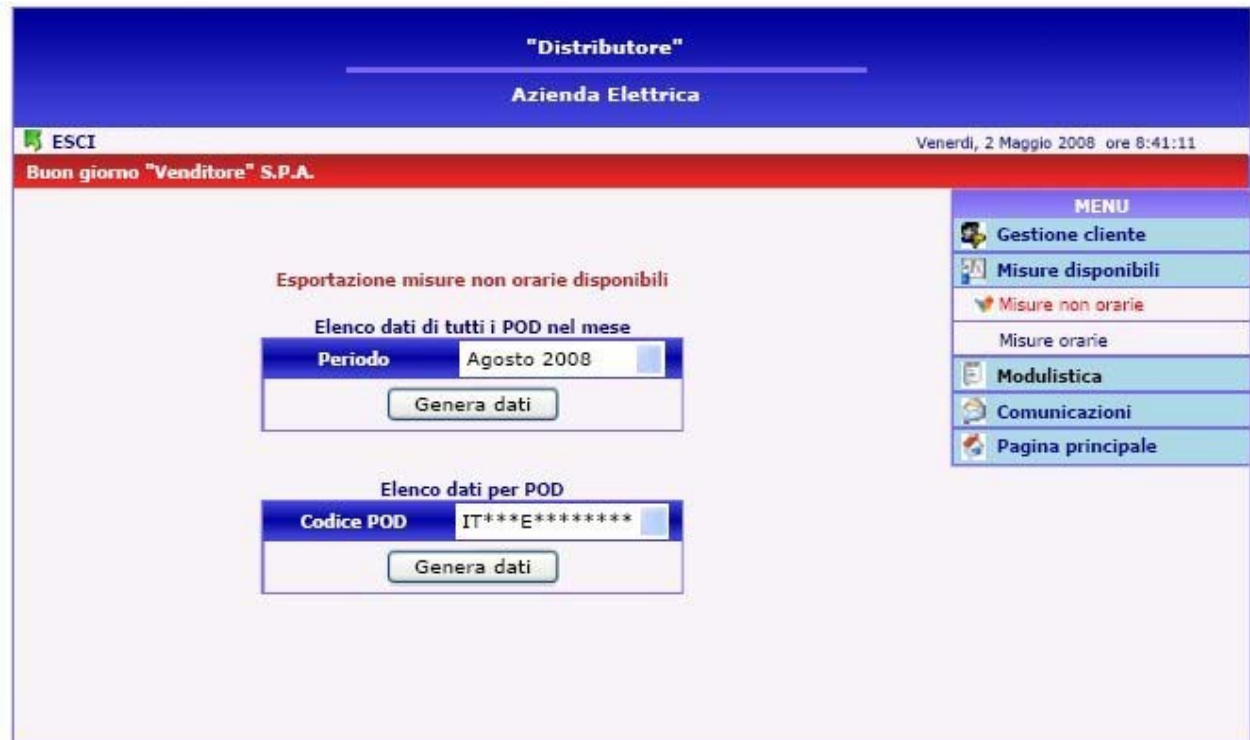 "Distributore"
Azienda Elettrica
ESCI
Venerdi, 2 Maggio 2008 ore 8:41:11
Buon giorno "Venditore" S.P.A.
MENU
Gestione cliente
Misure disponibili
Misure non orarie
Misure orarie
Modulistica
Comunicazioni
Pagina principale
Esportazione misure non orarie disponibili
Elenco dati di tutti i POD nel mese
Periodo Agosto 2008
Genera dati
Elenco dati per POD
Codice POD IT***E********
Genera dati